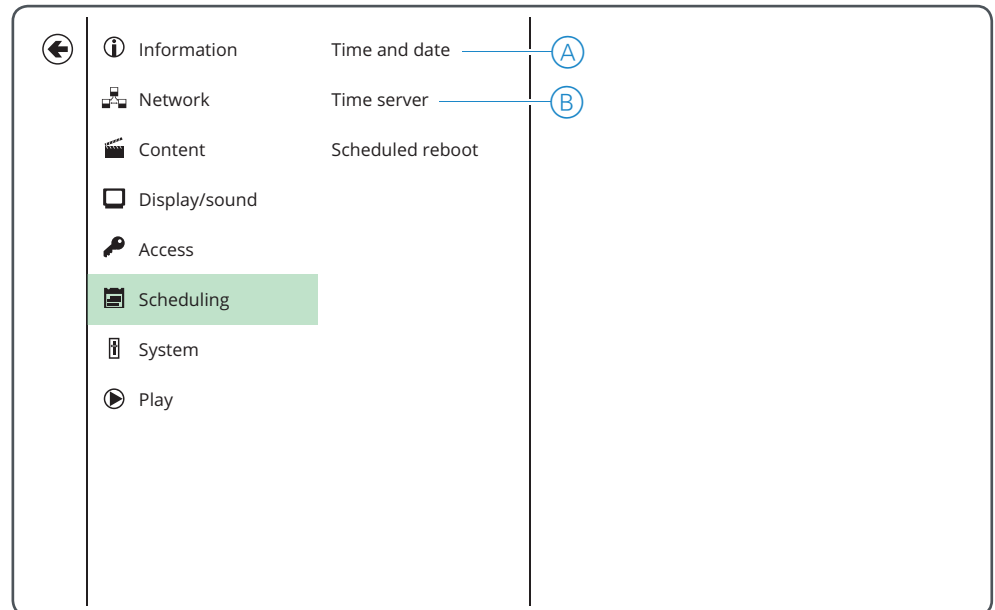 Information
Network
Content
Display/sound
Access
Scheduling
System
Play
Time and date
Time server
Scheduled reboot
A
B